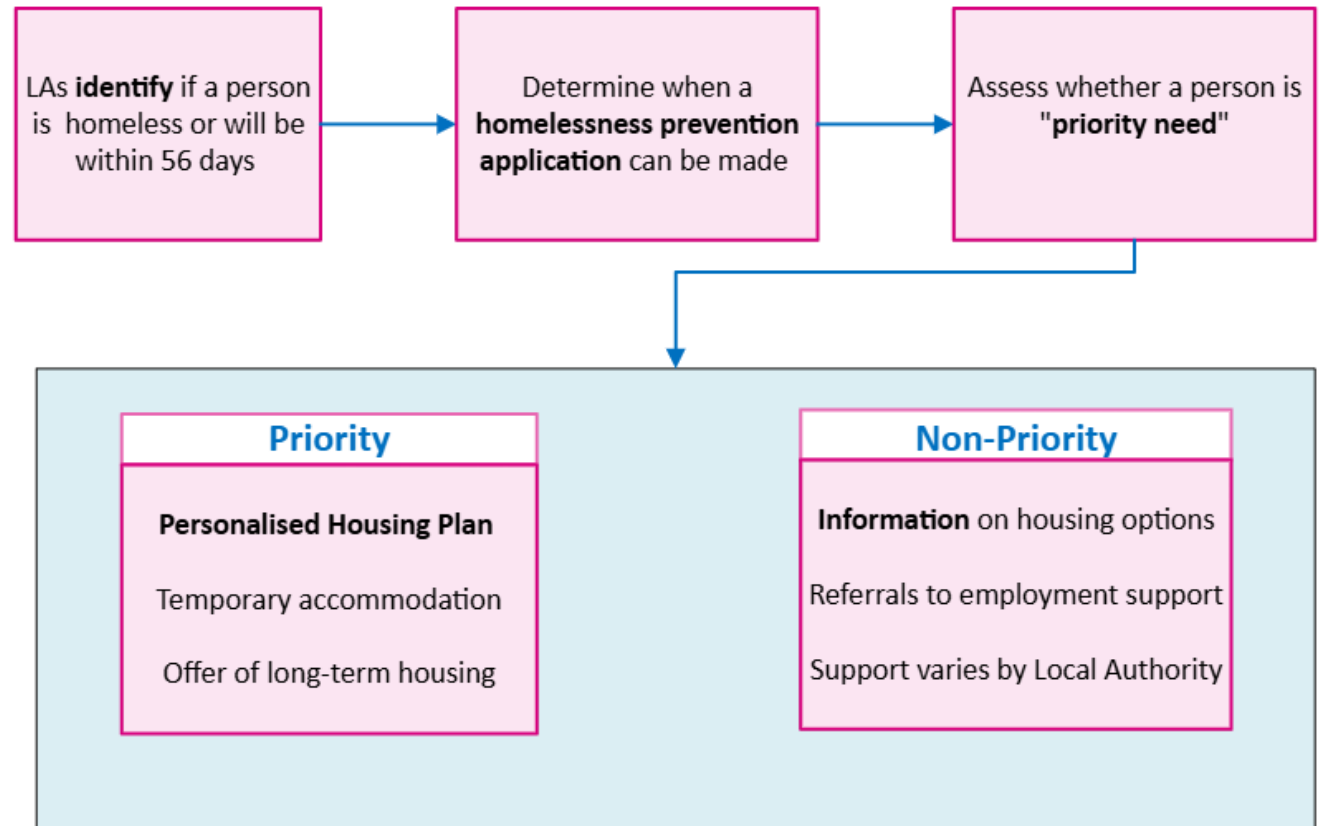 LAs identify if a person
is homeless or will be
within 56 days
Determine when a
homelessness prevention
application can be made
Assess whether a person is
"priority need"
Priority
Personalised Housing Plan
Temporary accommodation
Offer of long-term housing
Non-Priority
Information on housing options
Referrals to employment support
Support varies by Local Authority